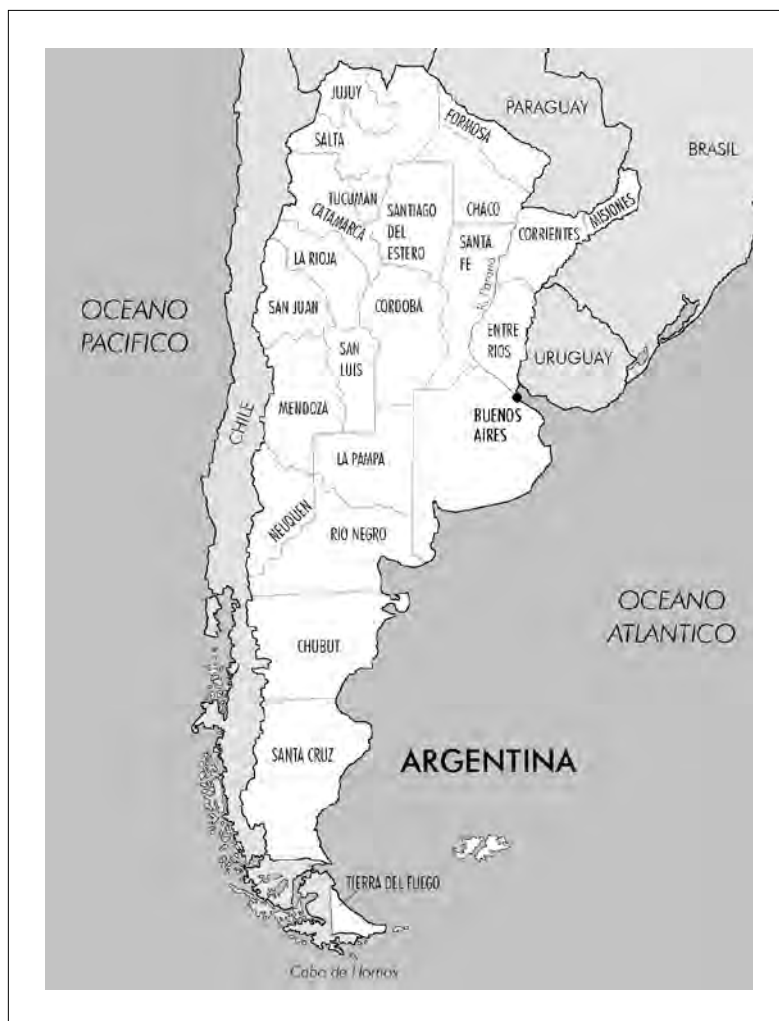 JUJUY
PARAGUAY
FORMOSA
SALTA
BRASIL
TUCUMAN
CATAMARCA
SANTIAGO
DEL
ESTERO
CHACO
MISIONES
CORRIENTES
SANTA
FE
LA RIOJA
Rio Paraná
OCEANO
PACIFICO
SAN JUAN
CORDOBA
SAN
LUIS
ENTRE
RIOS
URUGUAY
MENDOZA
CHILE
BUENOS
AIRES
LA PAMPA
NEUQUEN
RIO NEGRO
OCEANO
ATLANTICO
CHUBUT
SANTA CRUZ
ARGENTINA
TIERRA DEL FUEGO
Cabo de Hornos